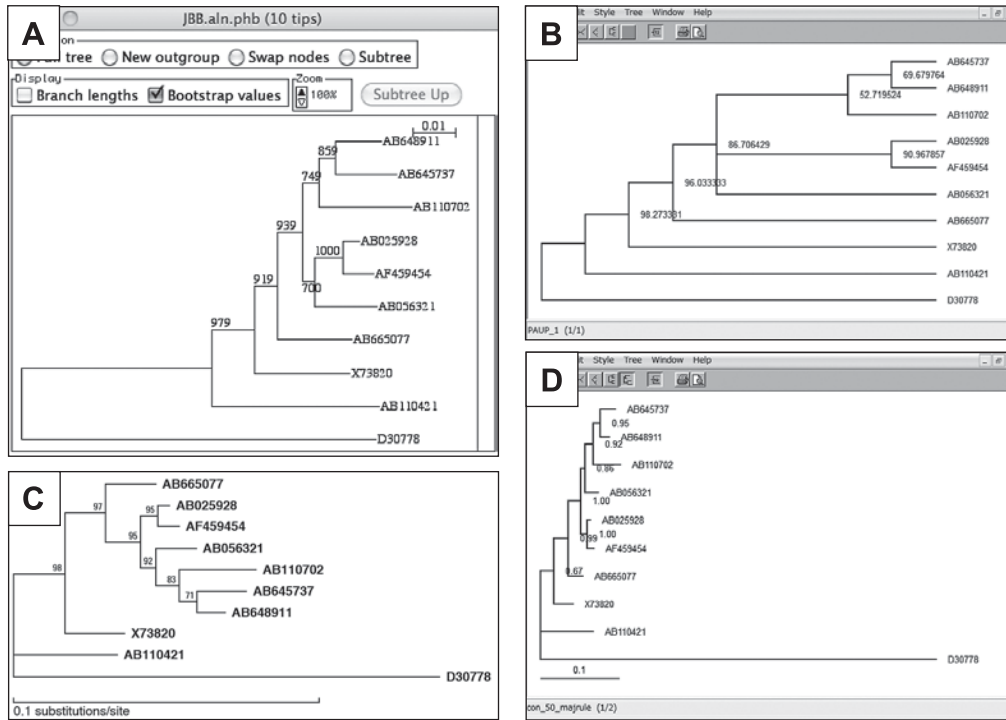 A
JBB.aln.phb (10 tips)
tree New outgroup Swap nodes Subtree
Display
Branch lengths Bootstrap values
Zoom
100%
Subtree Up
0.01
AB648911
859
AB645737
749
AB110702
939
AB025928
1000
AF459454
700
AB056321
919
AB665077
979
X73820
AB110421
D30778
B
Style Tree Window Help
AB645737
69.679764
AB648911
52.719524
AB110702
86.706429
AB025928
90.967857
AF459454
96.033333
AB056321
98.273331
AB665077
X73820
AB110421
D30778
PAUP_1 (1/1)
C
AB665077
97
AB025928
95
AF459454
95
AB056321
92
AB110702
83
AB645737
71
AB648911
98
X73820
AB110421
D30778
0.1 substitutions/site
D
Style Tree Window Help
AB645737
0.95
AB648911
0.92
AB110702
0.86
AB056321
1.00
AB025928
1.00
0.99
AF459454
0.67
AB665077
X73820
AB110421
D30778
0.1
con_50_majrule (1/2)